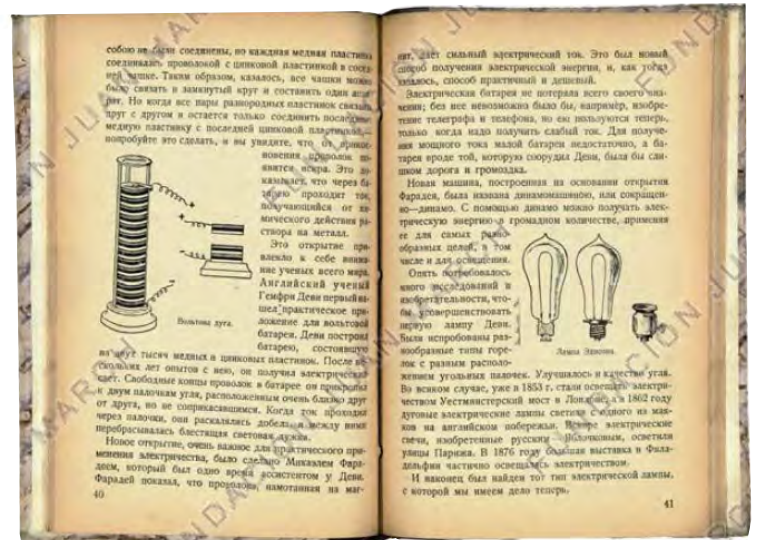 собою не были соединены, но каждая медная пластинка
соединялась проволокой с цинковой пластинкой в сосед-
ней чашке. Таким образом, казалось, все чашки можно
было связать в замкнутый круг и составить один
Но когда все пары разнородных пластинок связаны
друг с другом и остается только соединить последнюю
медную пластинку с последней цинковой пластинкой,—
попробуйте это сделать, и вы увидите, что от прикос-
новения проволок по-
явится искра. Это до-
казывает, что через ба-
тарею проходит ток,
получающийся от хи-
мического действия ра-
створа на металл.
Это открытие при-
влекло к себе внима-
ние ученых всего мира.
Английский ученый
Гемфри Деви первый на-
шел практическое при-
ложение для вольтовой
батареи. Деви построил
батарею, состоявшую
Вольтова дуга.
из двух тысяч медных и цинковых пластинок. После не-
скольких лет опытов с нею, он получил электрический
свет. Свободные концы проволок в батарее он прикрепил
к двум палочкам угля, расположенным очень близко друг
от друга, но не соприкасавшимся. Когда ток проходил
через палочки, они раскалялись добела, и между ними
перебрасывалась блестящая световая дужка.
Новое открытие, очень важное для практического при-
менения электричества, было сделано Микаэлем Фара-
деем, который был одно время ассистентом у Деви.
Фарадей показал, что проволока, намотанная на маг-
40
нит, дает сильный электрический ток. Это был новый
способ получения электрической энергии, и, как тогда
казалось, способ практичный и дешевый.
Электрическая батарея не потеряла всего своего зна-
чения; без нее невозможно было бы, например, изобре-
тение телеграфа и телефона, но ею пользуются теперь,
только когда надо получить слабый ток. Для получе-
ния мощного тока малой батареи недостаточно, а ба-
тарея вроде той, которую соорудил Деви, была бы сли-
шком дорога и громоздка.
Новая машина, построенная на основании открытия
Фарадея, была названа динамомашиною, или сокращен-
но—динамо. С помощью динамо можно получать элек-
трическую энергию в громадном количестве, применяя
ее для самых разно-
образных целей, в том
числе и для освещения.
Опять потребовалось
много исследований и
изобретательности, что-
бы усовершенствовать
первую лампу Деви.
Были испробованы раз-
нообразные типы горе-
лок с разным располо-
Лампы Эдисона.
жением угольных палочек. Улучшалось и качество угля.
Во всяком случае, уже в 1853 г. стали освещать электри-
чеством Уестминстерский мост в Лондоне, а в 1862 году
дуговые электрические лампы светили с одного из мая-
ков на английском побережьи. Вскоре электрические
свечи, изобретенные русским Яблочковым, осветили
улицы Парижа. В 1876 году большая выставка в Фила-
дельфии частично освещалась электричеством.
И наконец был найден тот тип электрической лампы,
с которой мы имеем дело теперь.
41